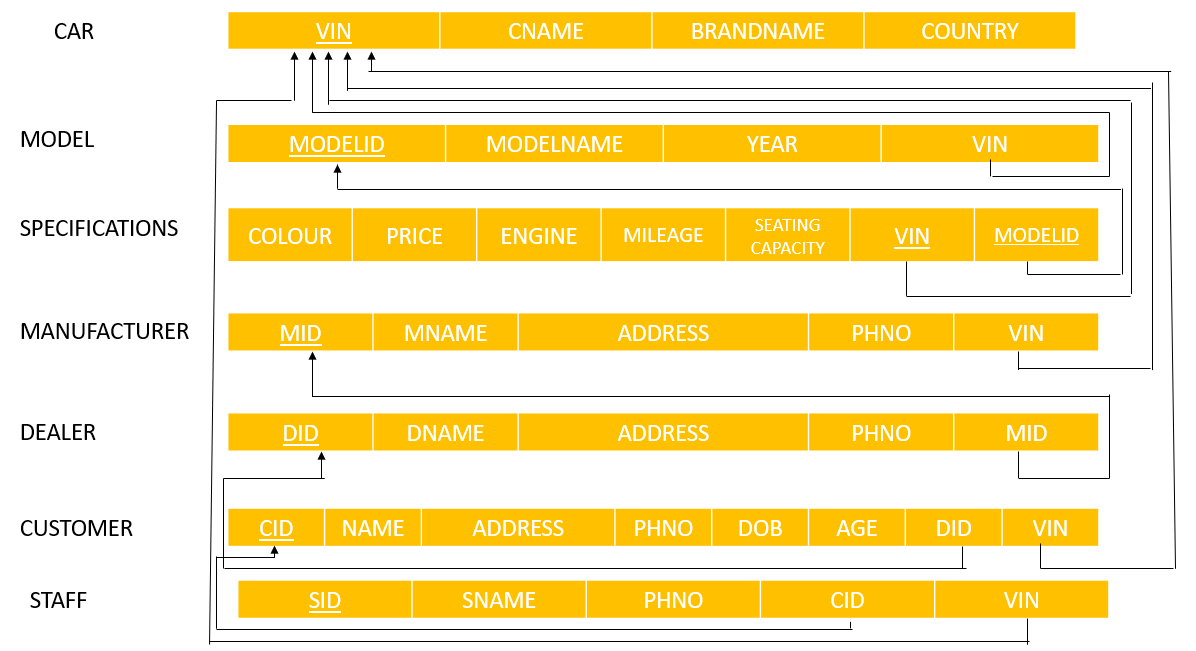 CAR VIN CNAME BRANDNAME COUNTRY
MODEL MODELID MODELNAME YEAR VIN
SPECIFICATIONS COLOUR PRICE ENGINE MILEAGE SEATING CAPACITY VIN MODELID
MANUFACTURER MID MNAME ADDRESS PHNO VIN
DEALER DID DNAME ADDRESS PHNO MID
CUSTOMER CID NAME ADDRESS PHNO DOB AGE DID VIN
STAFF SID SNAME PHNO CID VIN